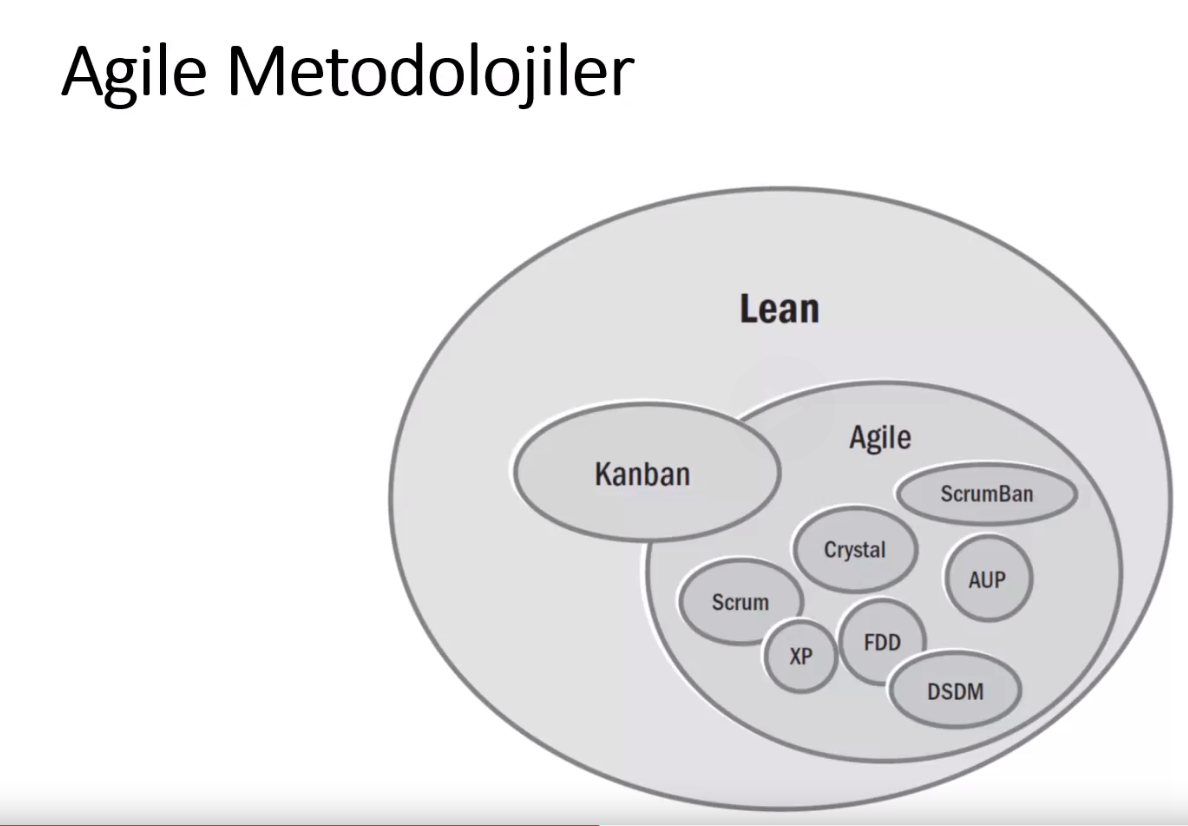 Agile Metodolojiler
Lean
Agile
Kanban
ScrumBan
Crystal
AUP
Scrum
FDD
XP
DSDM